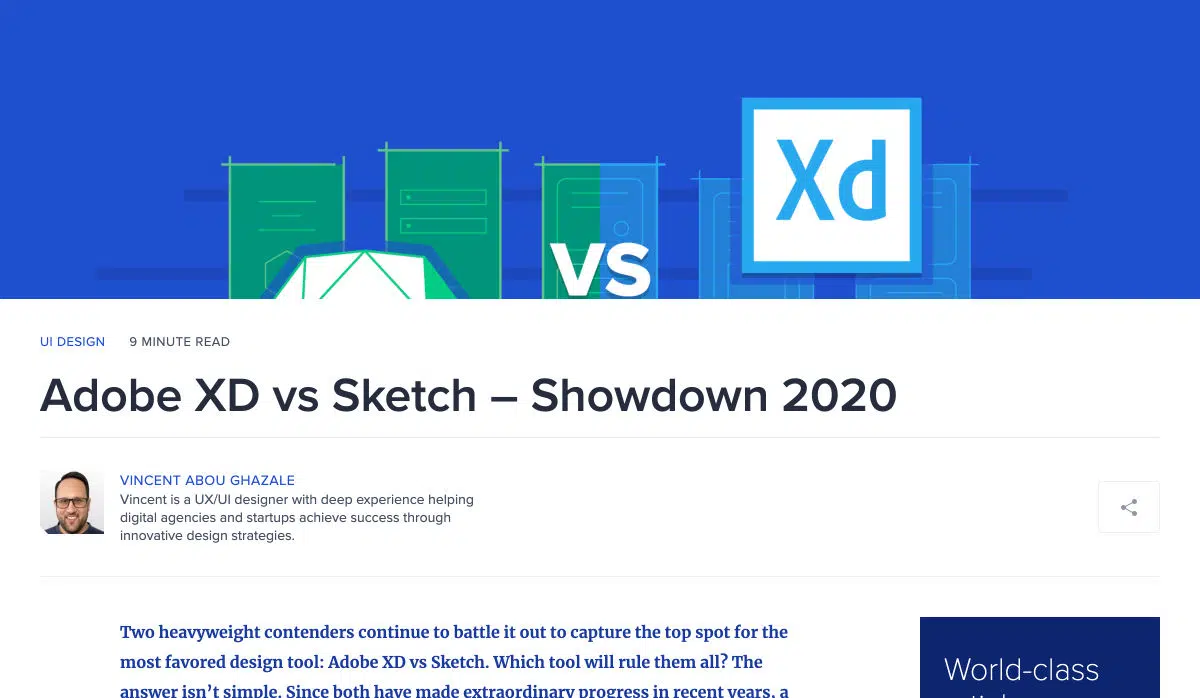 Xd
VS
UI DESIGN 9 MINUTE READ
Adobe XD vs Sketch – Showdown 2020
VINCENT ABOU GHAZALE
Vincent is a UX/UI designer with deep experience helping
digital agencies and startups achieve success through
innovative design strategies.
Two heavyweight contenders continue to battle it out to capture the top spot for the
most favored design tool: Adobe XD vs Sketch. Which tool will rule them all? The
answer isn’t simple. Since both have made extraordinary progress in recent years, a
World-class